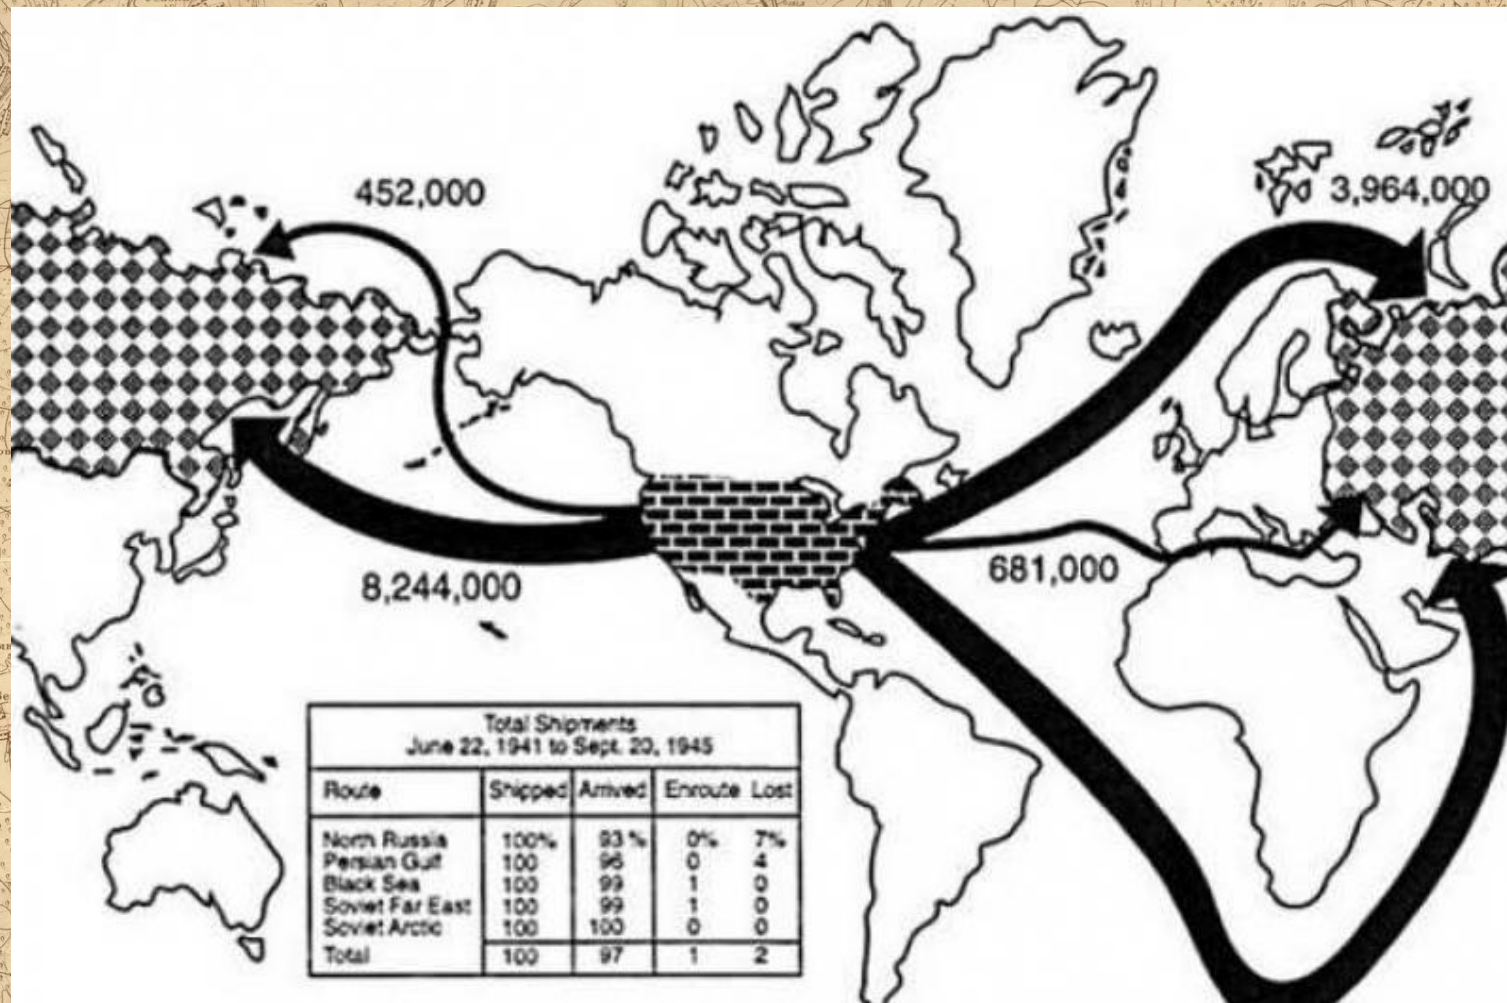 452,000
3,964,000
8,244,000
681,000
Total Shipments
June 22, 1941 to Sept. 20, 1945
Route Shipped Arrived Enroute Lost
North Russia 100% 93% 0% 7%
Persian Gulf 100 96 0 4
Black Sea 100 99 1 0
Soviet Far East 100 99 1 0
Soviet Arctic 100 100 0 0
Total 100 97 1 2